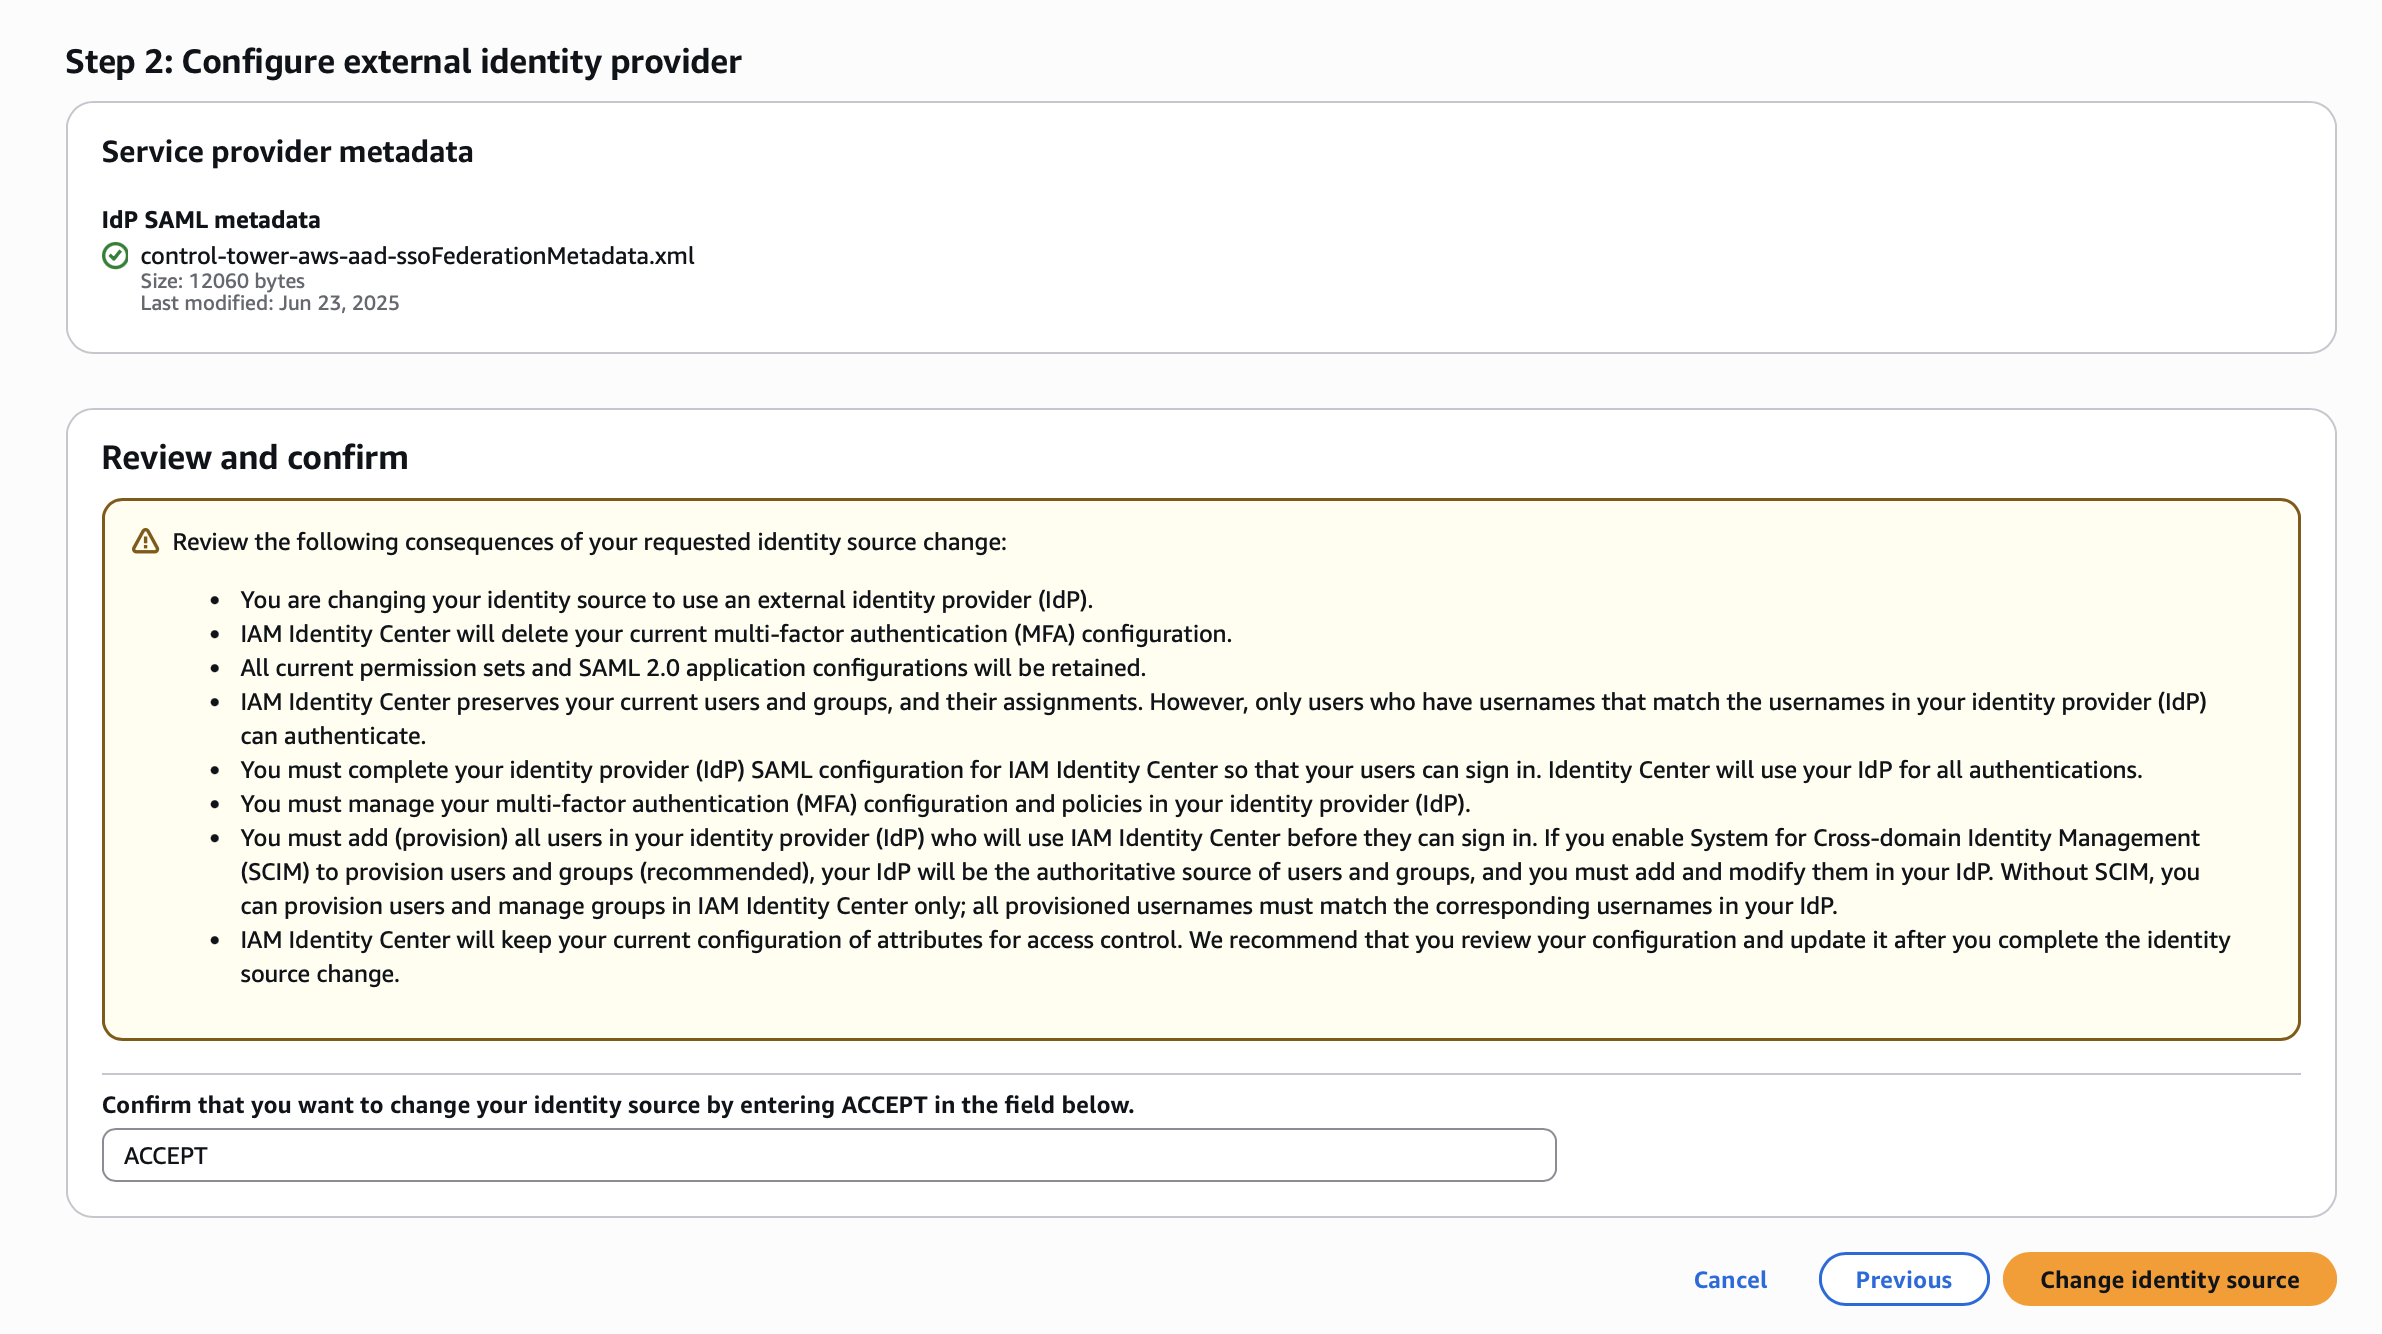 Step 2: Configure external identity provider
Service provider metadata
IdP SAML metadata
control-tower-aws-aad-ssoFederationMetadata.xml
Size: 12060 bytes
Last modified: Jun 23, 2025
Review and confirm
Review the following consequences of your requested identity source change:
• You are changing your identity source to use an external identity provider (IdP).
• IAM Identity Center will delete your current multi-factor authentication (MFA) configuration.
• All current permission sets and SAML 2.0 application configurations will be retained.
• IAM Identity Center preserves your current users and groups, and their assignments. However, only users who have usernames that match the usernames in your identity provider (IdP)
can authenticate.
• You must complete your identity provider (IdP) SAML configuration for IAM Identity Center so that your users can sign in. Identity Center will use your IdP for all authentications.
• You must manage your multi-factor authentication (MFA) configuration and policies in your identity provider (IdP).
• You must add (provision) all users in your identity provider (IdP) who will use IAM Identity Center before they can sign in. If you enable System for Cross-domain Identity Management
(SCIM) to provision users and groups (recommended), your IdP will be the authoritative source of users and groups, and you must add and modify them in your IdP. Without SCIM, you
can provision users and manage groups in IAM Identity Center only; all provisioned usernames must match the corresponding usernames in your IdP.
• IAM Identity Center will keep your current configuration of attributes for access control. We recommend that you review your configuration and update it after you complete the identity
source change.
Confirm that you want to change your identity source by entering ACCEPT in the field below.
ACCEPT
Cancel
Previous
Change identity source